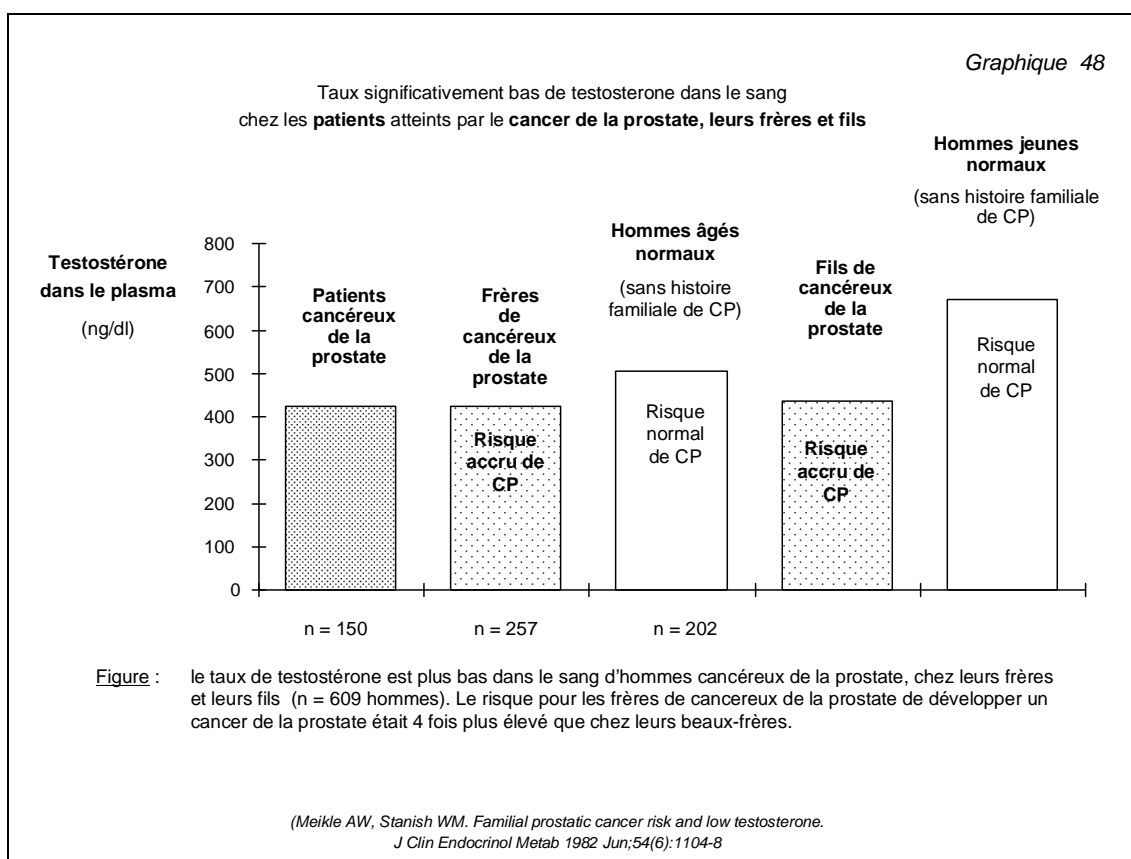 Graphique 48
Taux significativement bas de testosterone dans le sang
chez les patients atteints par le cancer de la prostate, leurs frères et fils
Testostérone
dans le plasma
(ng/dl)
800
700
600
500
400
300
200
100
0
Patients
cancéreux
de la
prostate
Frères
de
cancéreux
de la
prostate
Risque
accru de
CP
Hommes âgés
normaux
(sans histoire
familiale de CP)
Risque
normal
de CP
Fils de
cancéreux
de la
prostate
Risque
accru de
CP
Hommes jeunes
normaux
(sans histoire familiale
de CP)
Risque
normal
de CP
n = 150
n = 257
n = 202
Figure : le taux de testostérone est plus bas dans le sang d'hommes cancéreux de la prostate, chez leurs frères
et leurs fils (n = 609 hommes). Le risque pour les frères de cancereux de la prostate de développer un
cancer de la prostate était 4 fois plus élevé que chez leurs beaux-frères.
(Meikle AW, Stanish WM. Familial prostatic cancer risk and low testosterone.
J Clin Endocrinol Metab 1982 Jun;54(6):1104-8